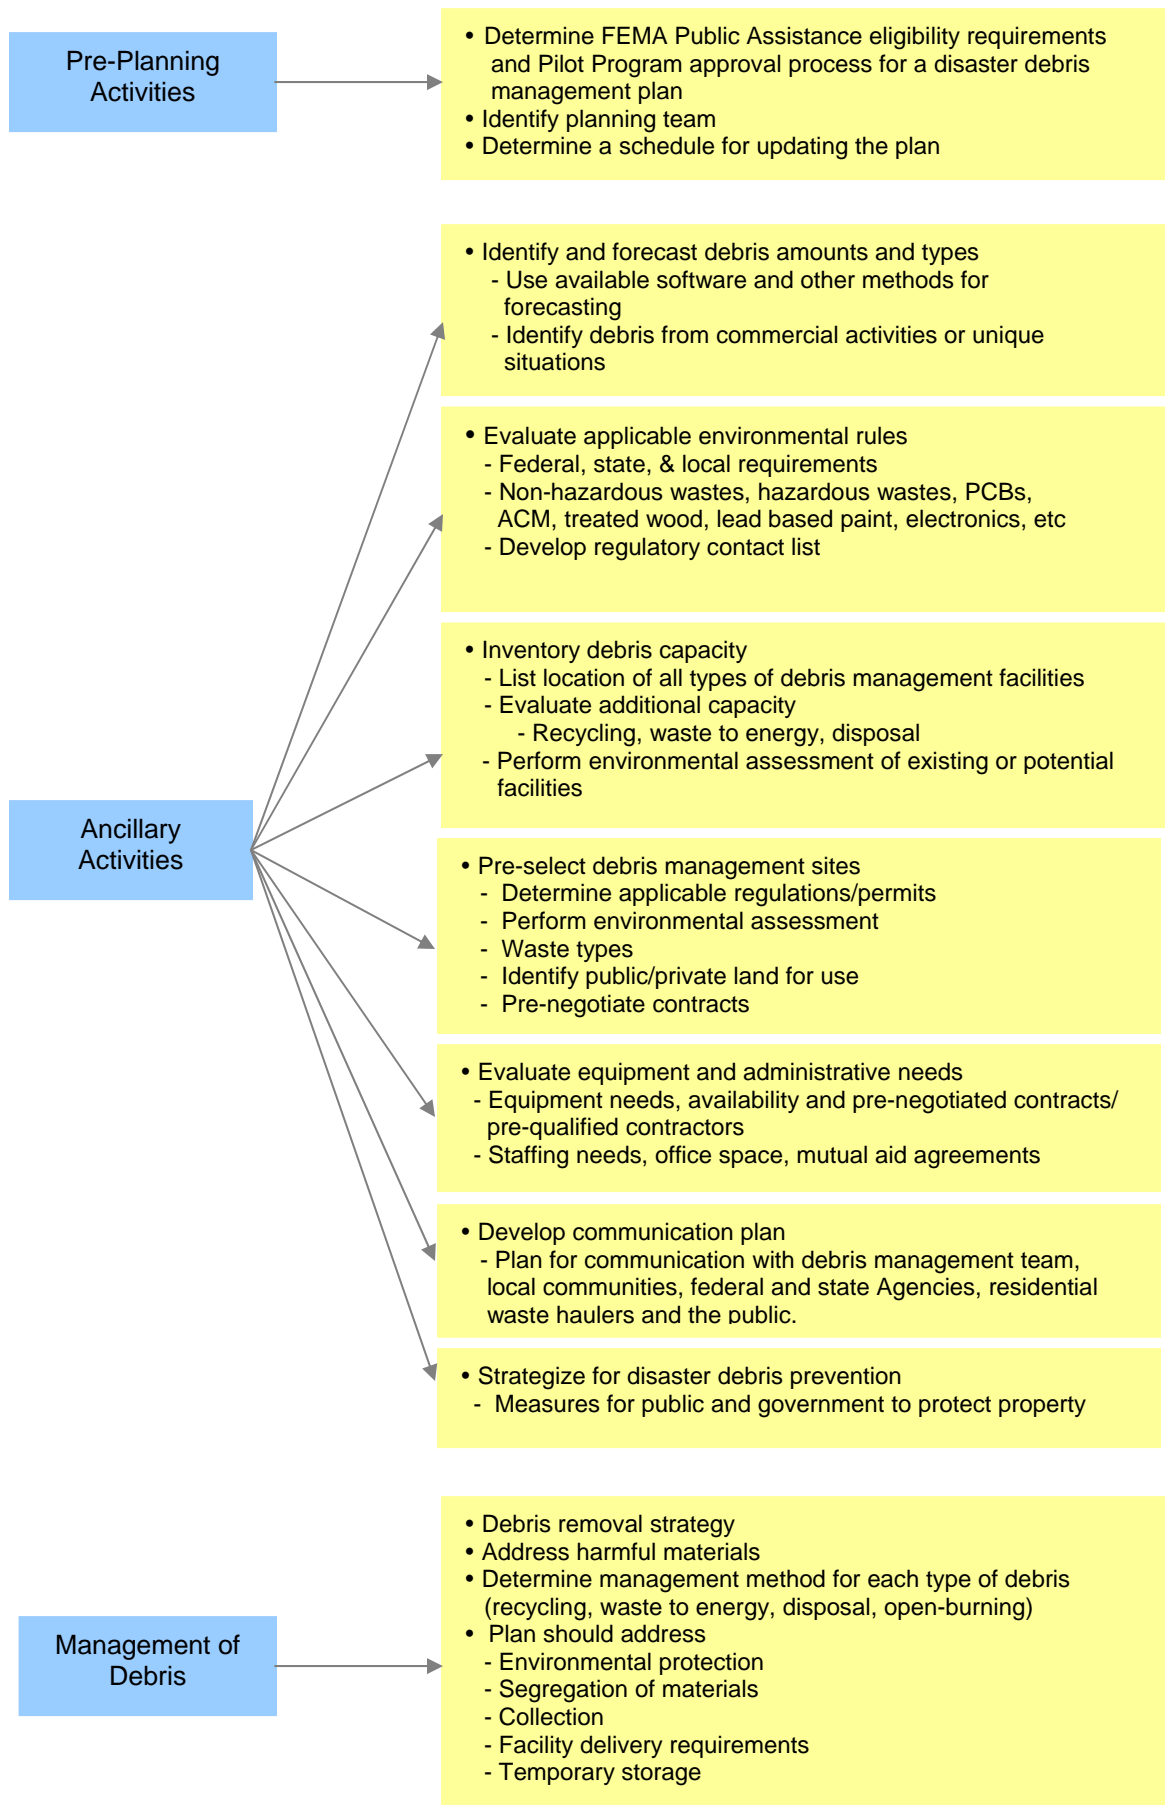 Pre-Planning
Activities
• Determine FEMA Public Assistance eligibility requirements
and Pilot Program approval process for a disaster debris
management plan
• Identify planning team
• Determine a schedule for updating the plan
• Identify and forecast debris amounts and types
- Use available software and other methods for
forecasting
- Identify debris from commercial activities or unique
situations
• Evaluate applicable environmental rules
- Federal, state, & local requirements
- Non-hazardous wastes, hazardous wastes, PCBs,
ACM, treated wood, lead based paint, electronics, etc
- Develop regulatory contact list
• Inventory debris capacity
- List location of all types of debris management facilities
- Evaluate additional capacity
- Recycling, waste to energy, disposal
- Perform environmental assessment of existing or potential
facilities
Ancillary
Activities
• Pre-select debris management sites
- Determine applicable regulations/permits
- Perform environmental assessment
- Waste types
- Identify public/private land for use
- Pre-negotiate contracts
• Evaluate equipment and administrative needs
- Equipment needs, availability and pre-negotiated contracts/
pre-qualified contractors
- Staffing needs, office space, mutual aid agreements
• Develop communication plan
- Plan for communication with debris management team,
local communities, federal and state Agencies, residential
waste haulers and the public.
• Strategize for disaster debris prevention
- Measures for public and government to protect property
Management of
Debris
• Debris removal strategy
• Address harmful materials
• Determine management method for each type of debris
(recycling, waste to energy, disposal, open-burning)
• Plan should address
- Environmental protection
- Segregation of materials
- Collection
- Facility delivery requirements
- Temporary storage